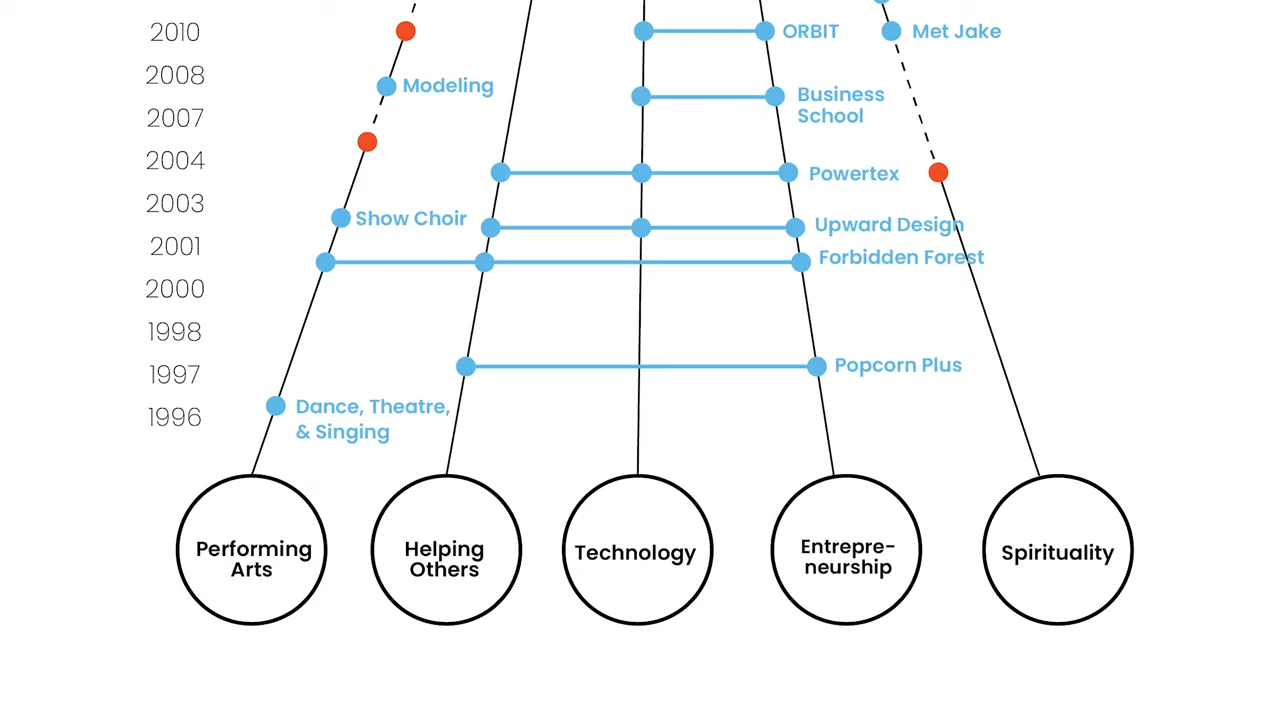 2010
ORBIT
Met Jake
2008
Modeling
Business
School
2007
2004
Powertex
2003
Show Choir
Upward Design
2001
Forbidden Forest
2000
1998
1997
Popcorn Plus
1996
Dance, Theatre,
& Singing
Performing
Arts
Helping
Others
Technology
Entrepre-
neurship
Spirituality